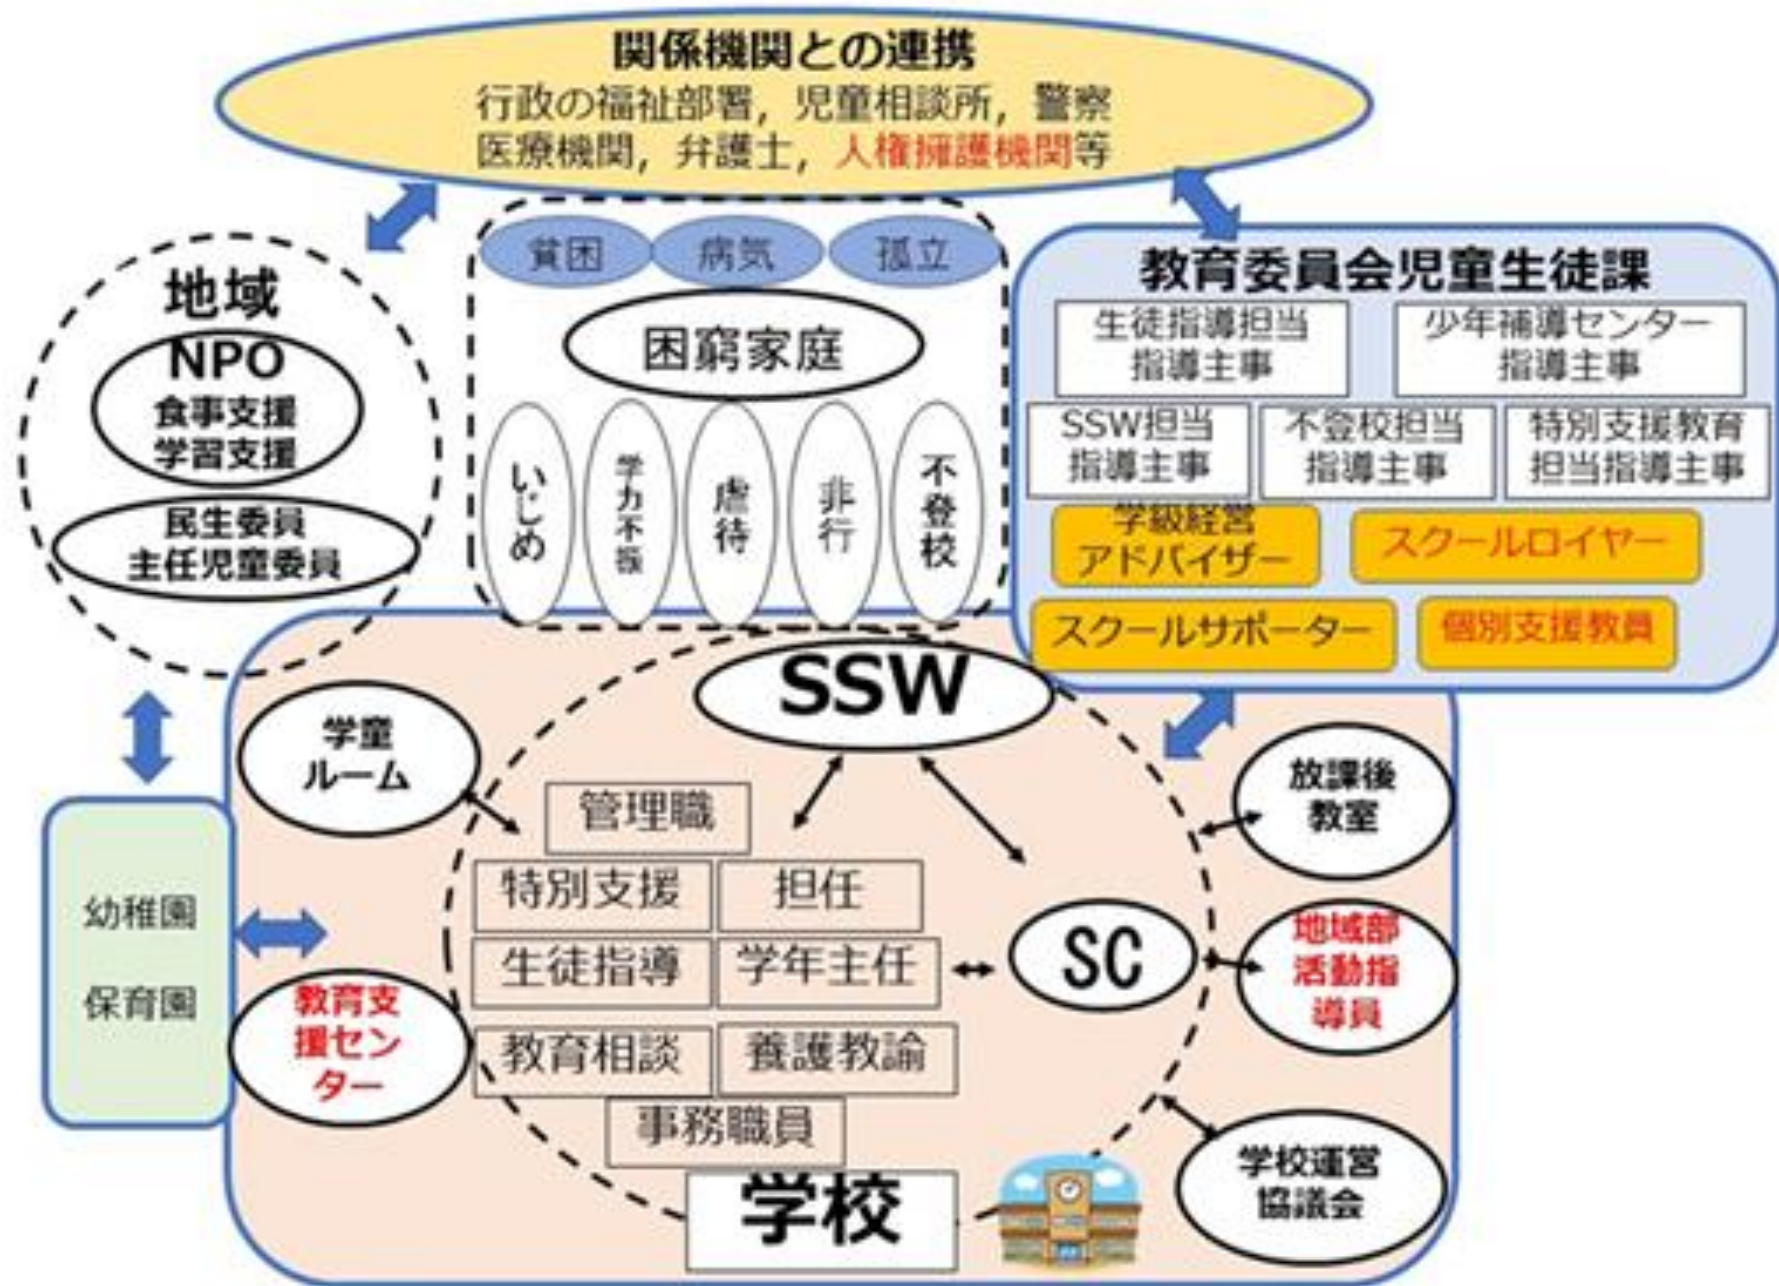 関係機関との連携
行政の福祉部署，児童相談所，警察
医療機関，弁護士，人権擁護機関等
貧困
病気
孤立
困窮家庭
いじめ
学力不振
虐待
非行
不登校
地域
NPO
食事支援
学習支援
民生委員
主任児童委員
教育委員会児童生徒課
生徒指導担当
指導主事
少年補導センター
指導主事
SSW担当
指導主事
不登校担当
指導主事
特別支援教育
担当指導主事
学級経営
アドバイザー
スクールロイヤー
スクールサポーター
個別支援教員
SSW
学童
ルーム
管理職
特別支援
担任
生徒指導
学年主任
教育相談
養護教諭
事務職員
SC
放課後
教室
地域部
活動指
導員
学校運営
協議会
幼稚園
保育園
教育支
援セン
ター
学校